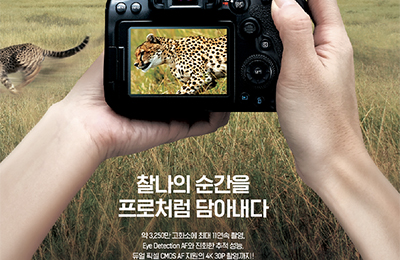 찰나의 순간을
프로처럼 담아내다
약 3,250만 고화소에 최대 11연속 촬영,
Eye Detection AF와 진화한 추적 성능,
듀얼 픽셀 CMOS AF 지원의 4K 30P 촬영까지!